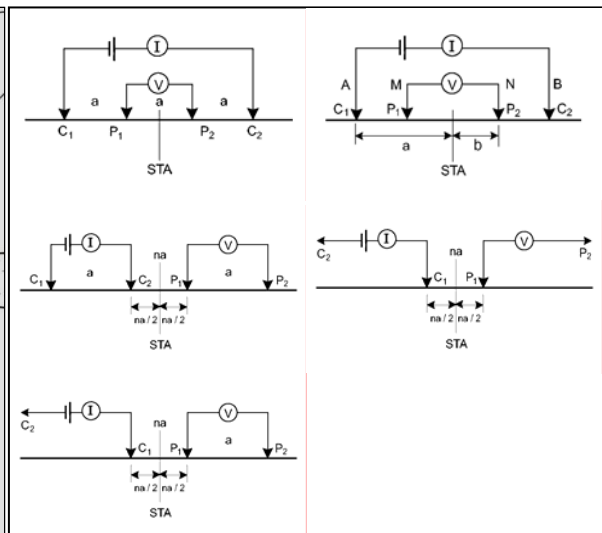 I
V
a a a
C₁ P₁ P₂ C₂
STA
I
A M V N B
C₁ P₁ P₂ C₂
a b
STA
I na V
C₁ a C₂ P₁ a P₂
na / 2 na / 2
STA
I na V
C₂ C₁ P₁ P₂
na / 2 na / 2
STA
I na V
C₂ C₁ P₁ a P₂
na / 2 na / 2
STA